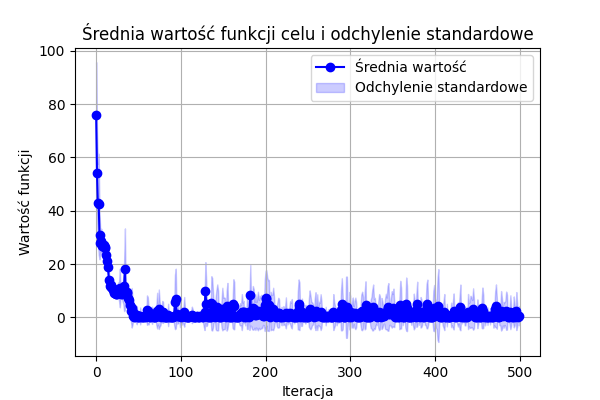 Średnia wartość funkcji celu i odchylenie standardowe
100
80
60
40
20
0
Wartość funkcji
Średnia wartość
Odchylenie standardowe
0 100 200 300 400 500
Iteracja